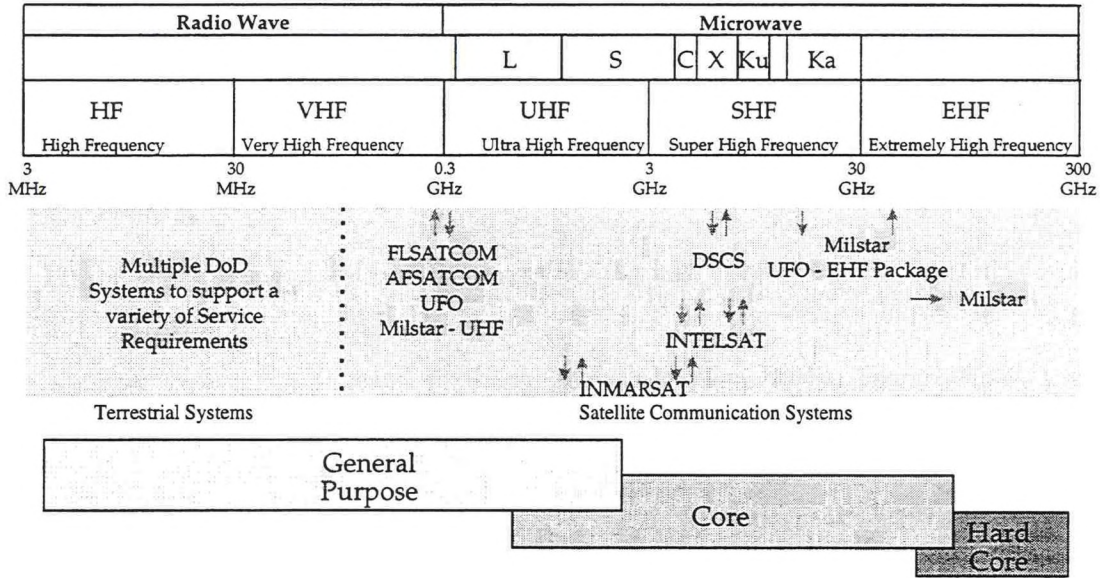 Radio Wave
Microwave
L S C X Ku Ka
HF VHF UHF SHF EHF
High Frequency Very High Frequency Ultra High Frequency Super High Frequency Extremely High Frequency
3 30 0.3 3 30 300
MHz MHz GHz GHz GHz GHz
Multiple DoD
Systems to support a
variety of Service
Requirements
FLSATCOM
AFSATCOM
UFO
Milstar - UHF
DSCS
INTELSAT
INMARSAT
Milstar
UFO - EHF Package
Milstar
Terrestrial Systems
Satellite Communication Systems
General
Purpose
Core
Hard
Core